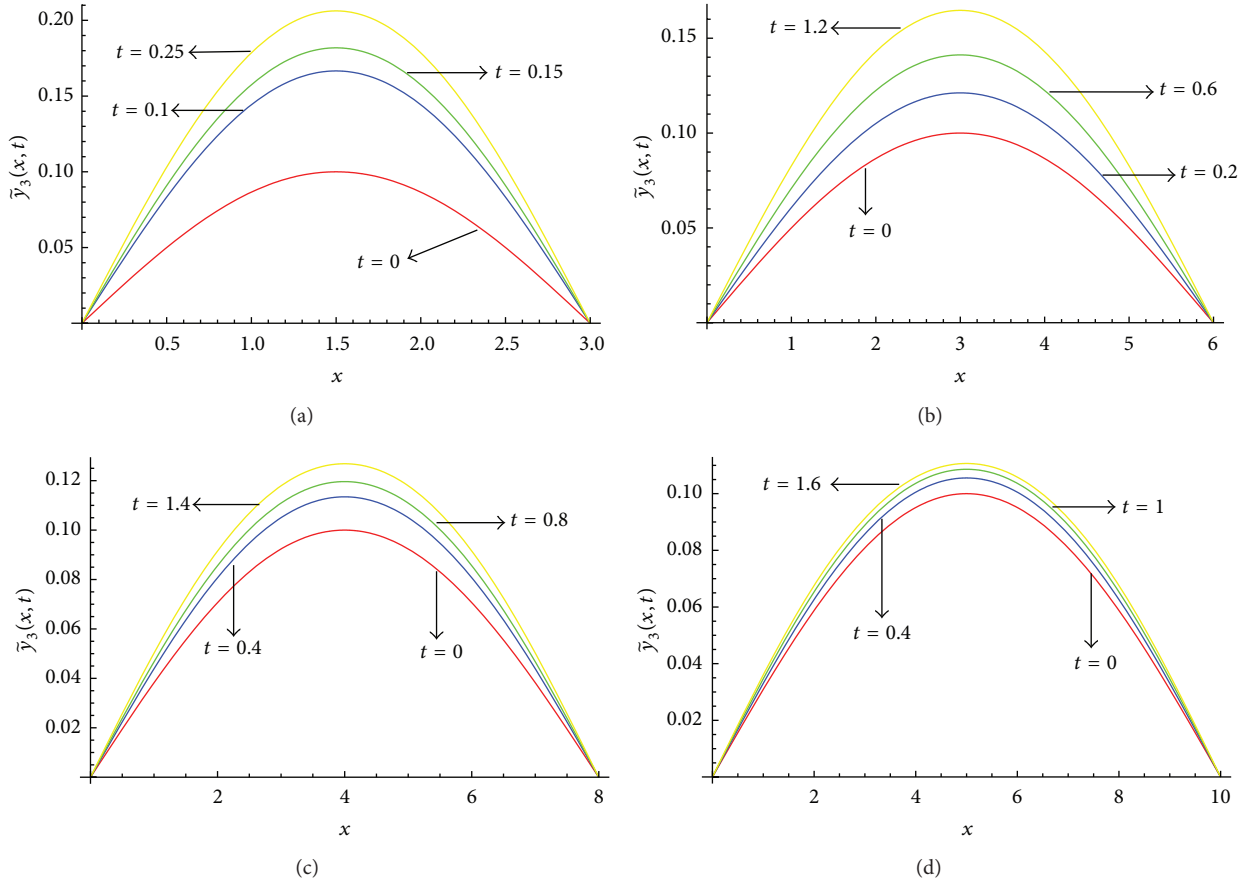 0.20
0.15
0.10
0.05
ỹ₃(x, t)
t = 0.25
t = 0.15
t = 0.1
t = 0
0.5 1.0 1.5 2.0 2.5 3.0
x
(a)
0.15
0.10
0.05
ỹ₃(x, t)
t = 1.2
t = 0.6
t = 0.2
t = 0
1 2 3 4 5 6
x
(b)
0.12
0.10
0.08
0.06
0.04
0.02
ỹ₃(x, t)
t = 1.4
t = 0.8
t = 0.4
t = 0
2 4 6 8
x
(c)
0.10
0.08
0.06
0.04
0.02
ỹ₃(x, t)
t = 1.6
t = 1
t = 0.4
t = 0
2 4 6 8 10
x
(d)